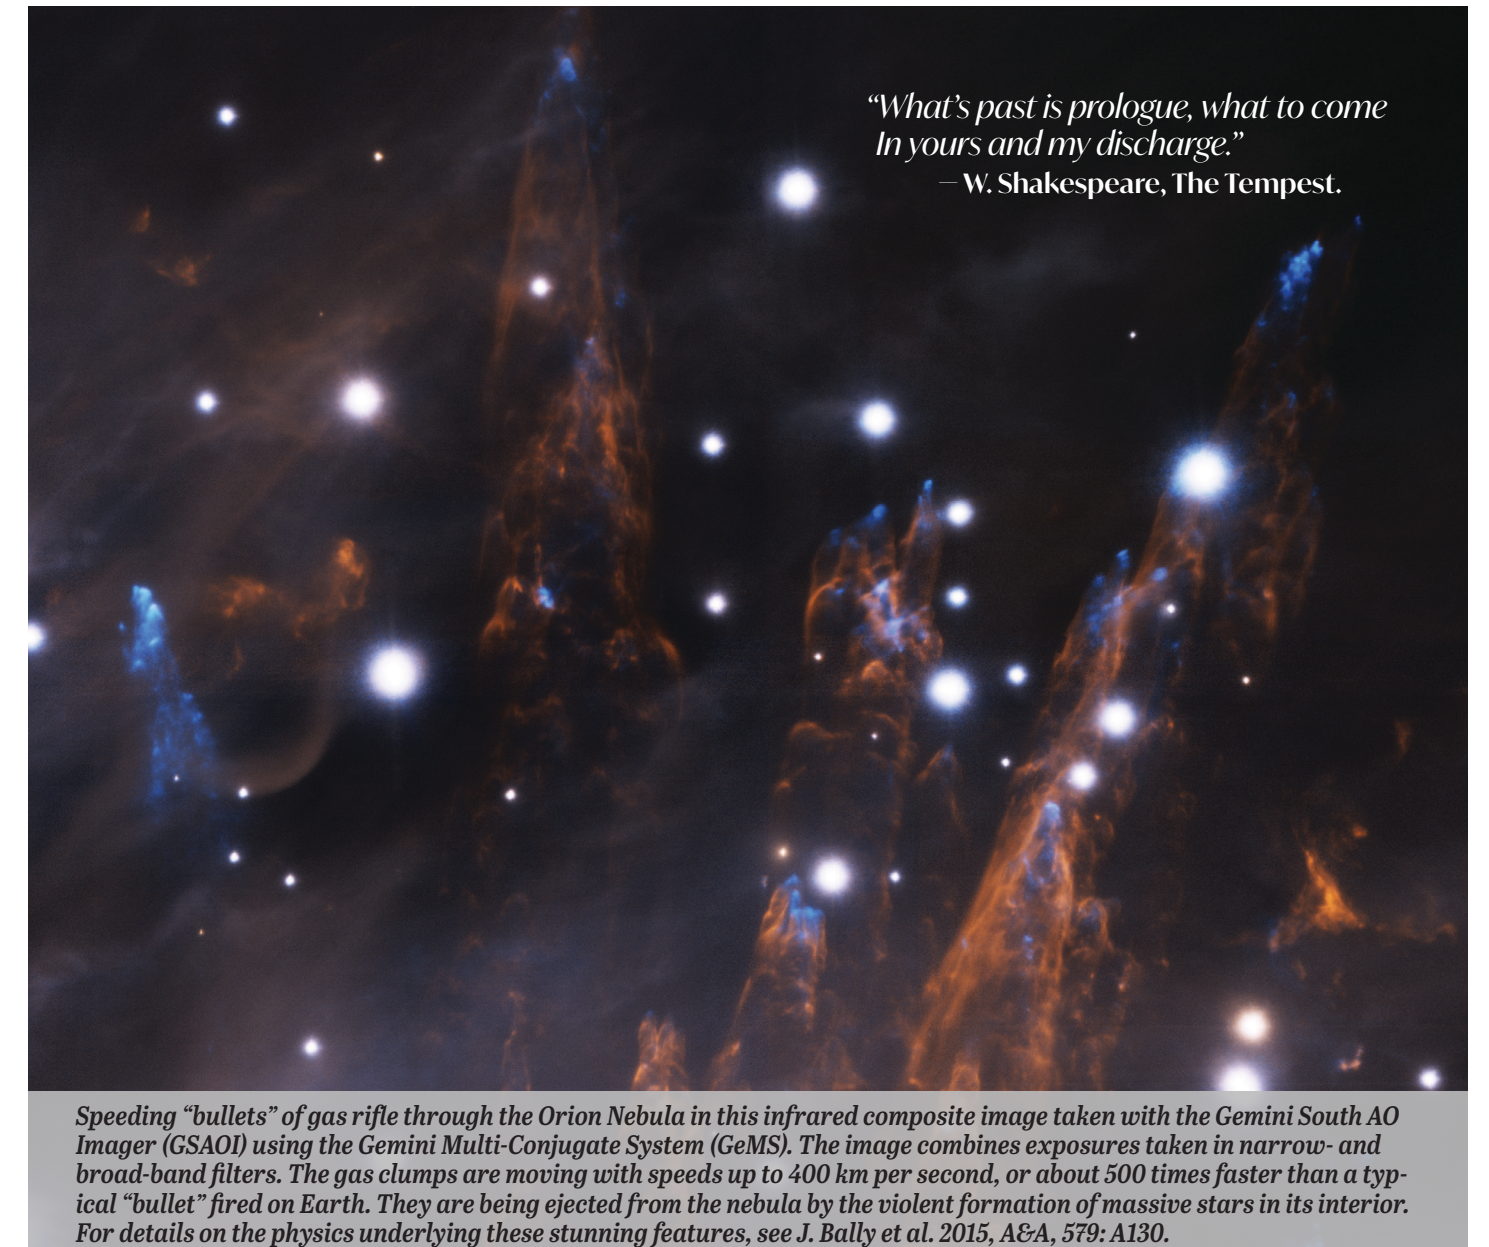 “What’s past is prologue, what to come
In yours and my discharge.”
— W. Shakespeare, The Tempest.
Speeding “bullets” of gas rifle through the Orion Nebula in this infrared composite image taken with the Gemini South AO
Imager (GSAOI) using the Gemini Multi-Conjugate System (GeMS). The image combines exposures taken in narrow- and
broad-band filters. The gas clumps are moving with speeds up to 400 km per second, or about 500 times faster than a typ-
ical “bullet” fired on Earth. They are being ejected from the nebula by the violent formation of massive stars in its interior.
For details on the physics underlying these stunning features, see J. Bally et al. 2015, A&A, 579: A130.